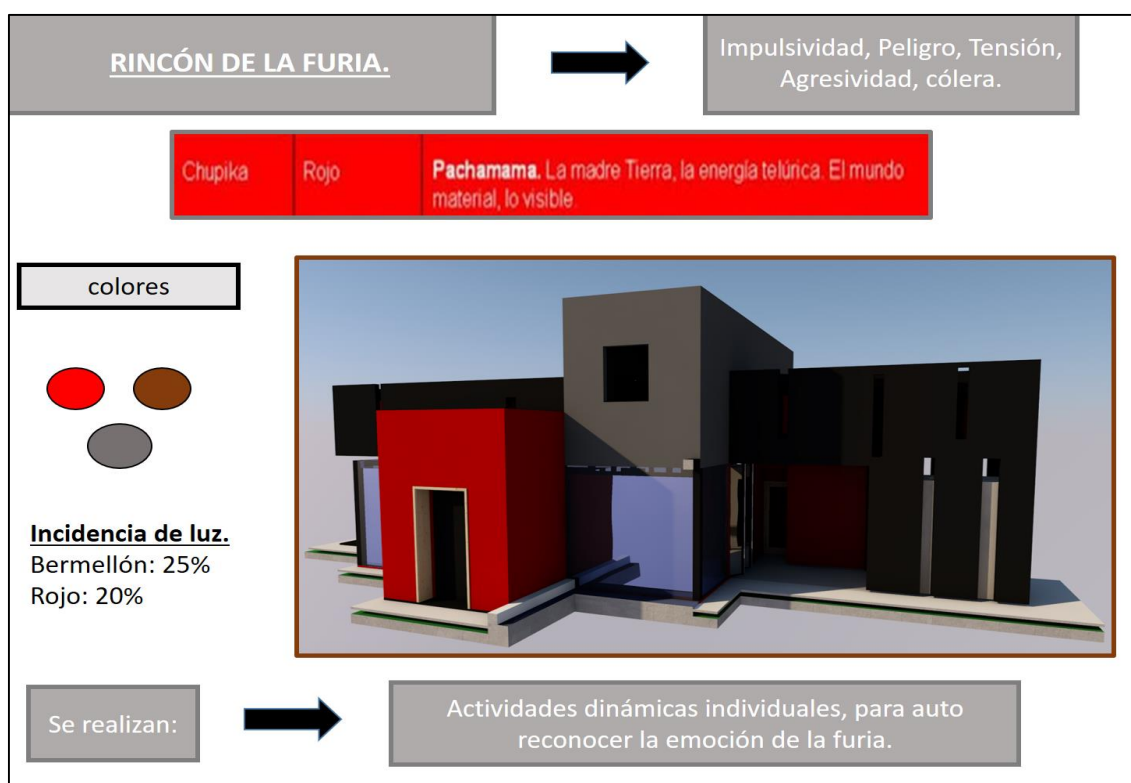 RINCÓN DE LA FURIA.
Impulsividad, Peligro, Tensión,
Agresividad, cólera.
Chupika
Rojo
Pachamama. La madre Tierra, la energía telúrica. El mundo
material, lo visible.
colores
Incidencia de luz.
Bermellón: 25%
Rojo: 20%
Se realizan:
Actividades dinámicas individuales, para auto
reconocer la emoción de la furia.